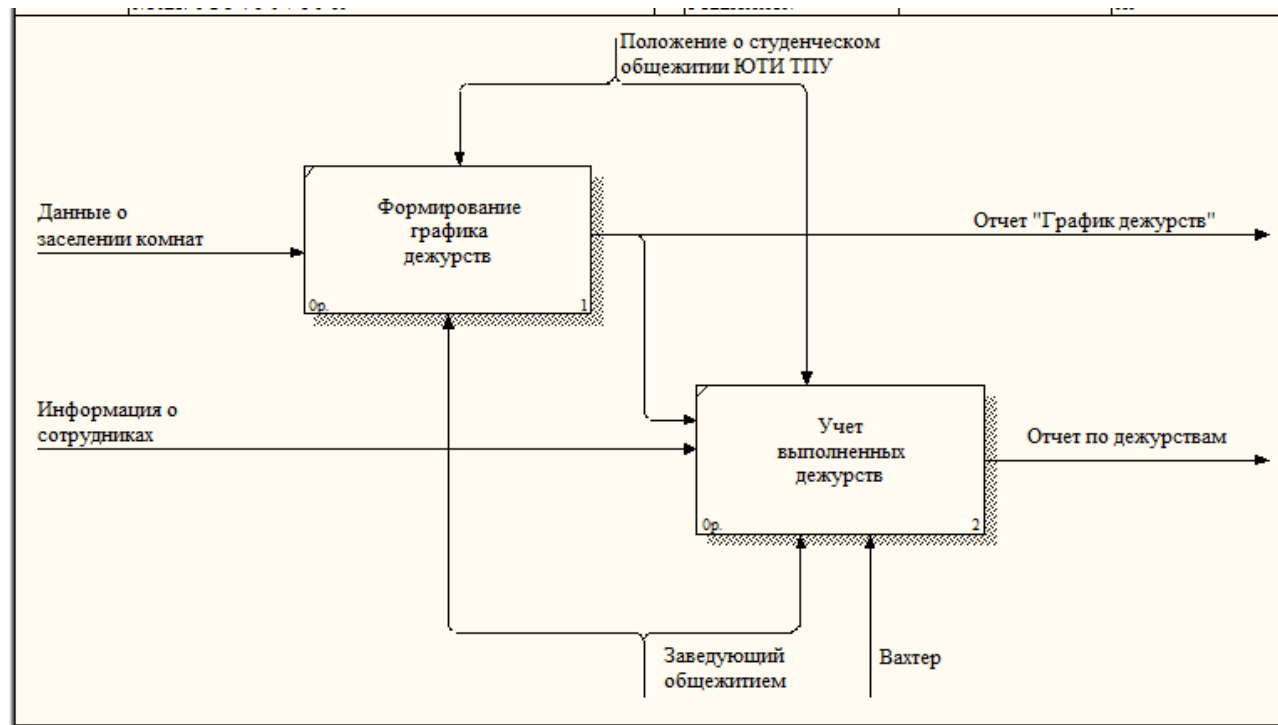 Положение о студенческом
общежитии ЮТИ ТПУ
Данные о
заселении комнат
Формирование
графика
дежурств
0р.
1
Отчет "График дежурств"
Информация о
сотрудниках
Учет
выполненных
дежурств
0р.
2
Отчет по дежурствам
Заведующий
общежитием
Вахтер